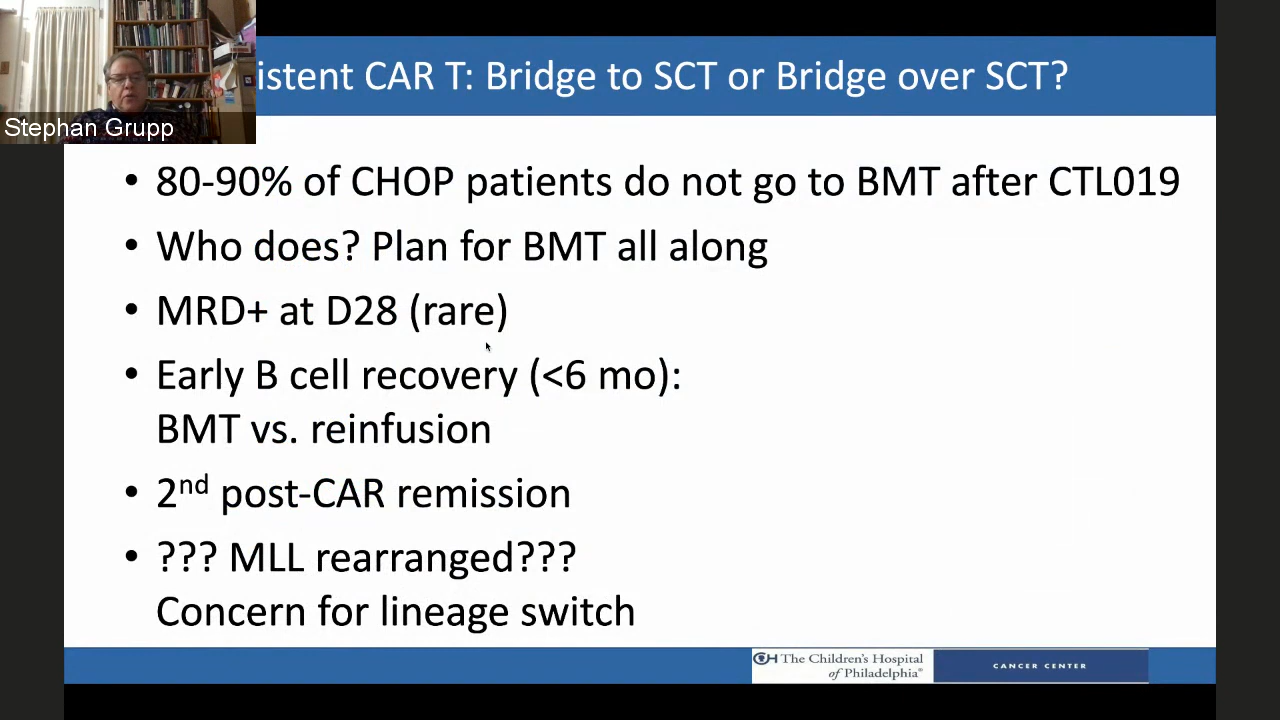 istent CAR T: Bridge to SCT or Bridge over SCT?
Stephan Grupp
• 80-90% of CHOP patients do not go to BMT after CTL019
• Who does? Plan for BMT all along
• MRD+ at D28 (rare)
• Early B cell recovery (<6 mo):
BMT vs. reinfusion
• 2nd post-CAR remission
• ??? MLL rearranged???
Concern for lineage switch
CH The Children's Hospital
of Philadelphia®
CANCER CENTER